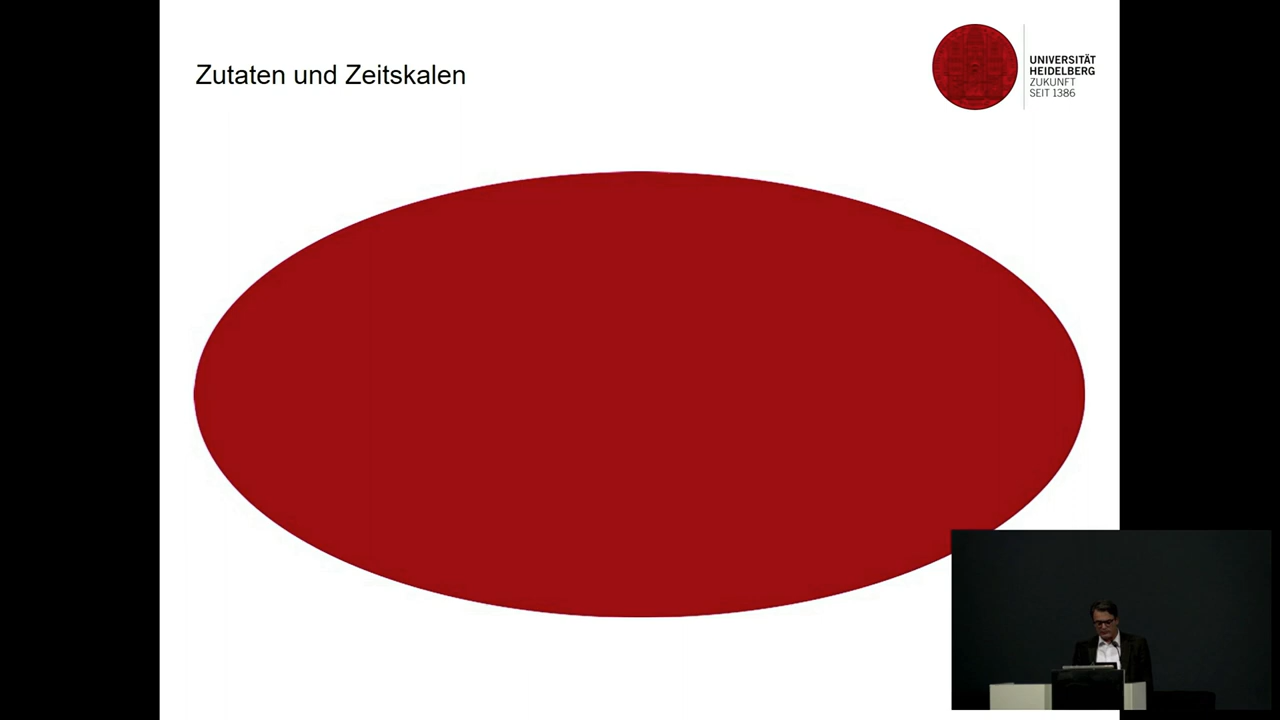 Zutaten und Zeitskalen
UNIVERSITÄT
HEIDELBERG
ZUKUNFT
SEIT 1386